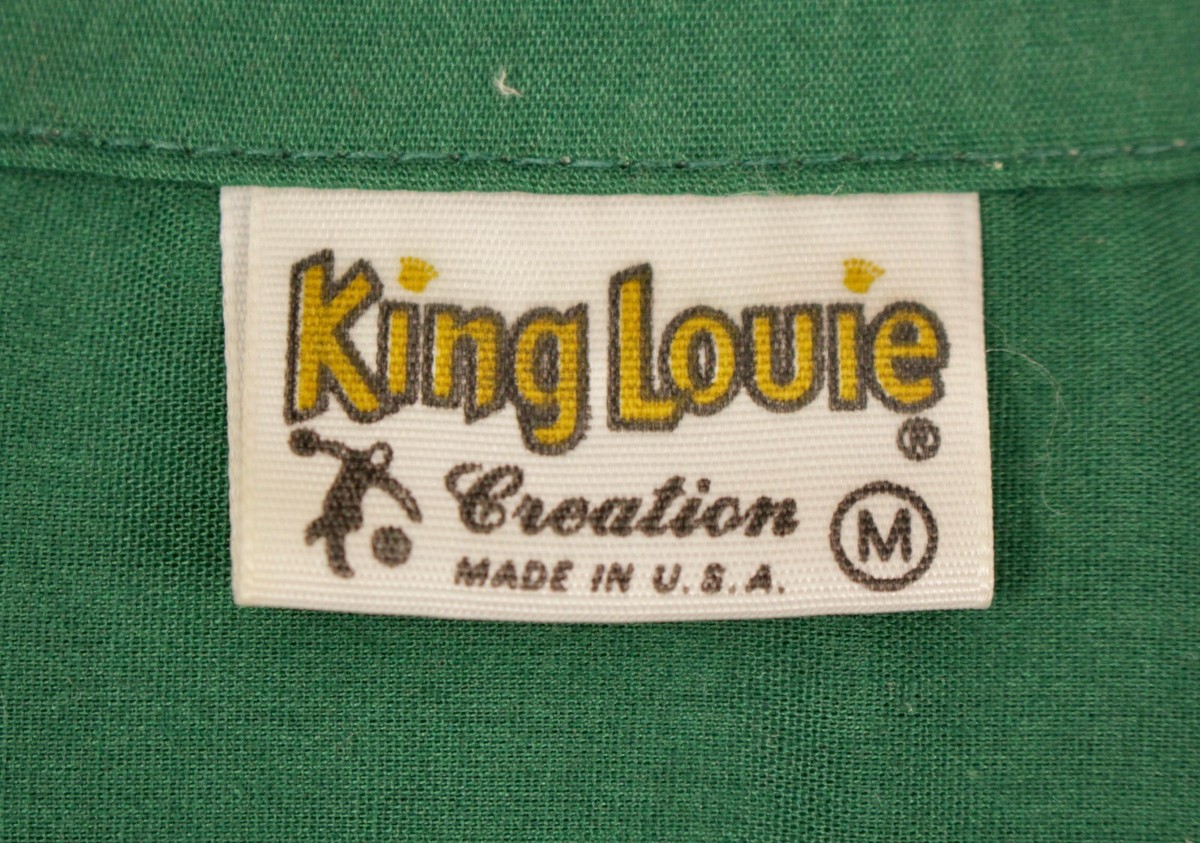 King Louie
®
Creation
M
MADE IN U.S.A.